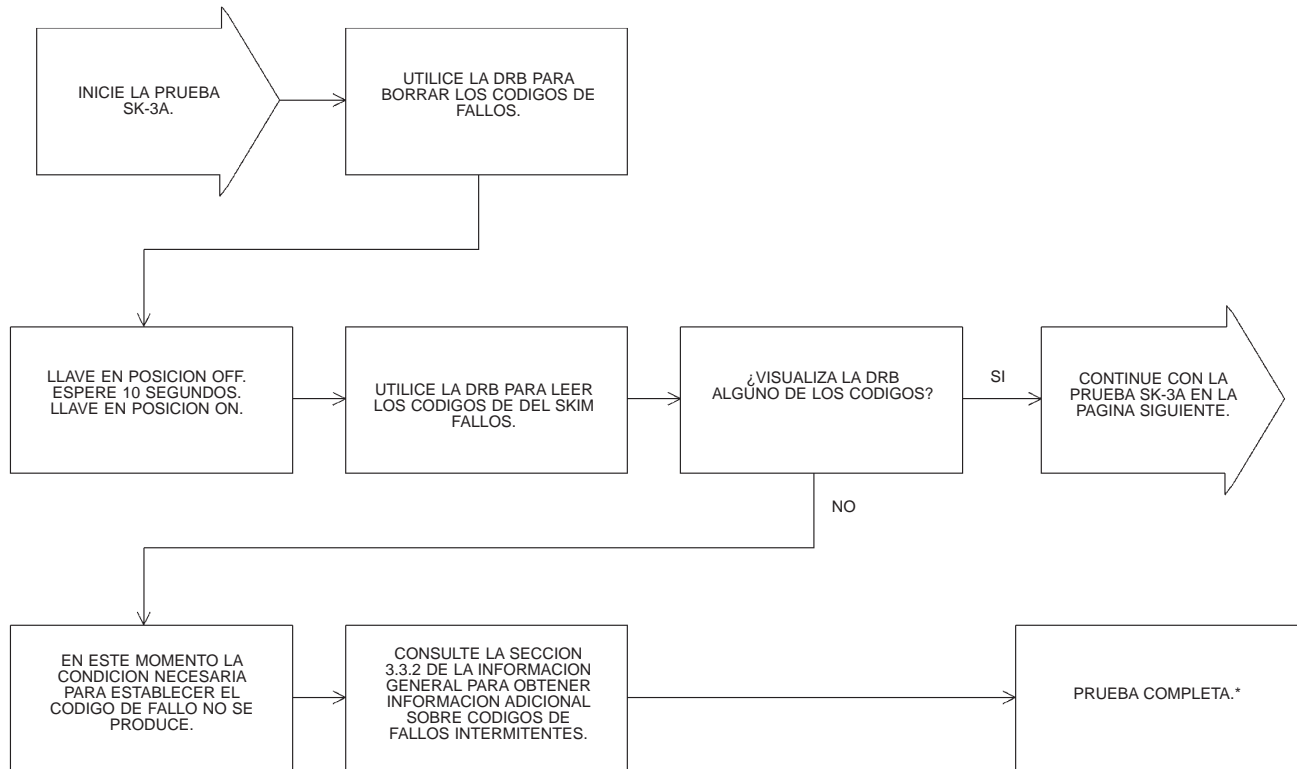 INICIE LA PRUEBA
SK-3A.
UTILICE LA DRB PARA
BORRAR LOS CODIGOS DE
FALLOS.
LLAVE EN POSICION OFF.
ESPERE 10 SEGUNDOS.
LLAVE EN POSICION ON.
UTILICE LA DRB PARA LEER
LOS CODIGOS DE DEL SKIM
FALLOS.
¿VISUALIZA LA DRB
ALGUNO DE LOS CODIGOS?
SI
CONTINUE CON LA
PRUEBA SK-3A EN LA
PAGINA SIGUIENTE.
NO
EN ESTE MOMENTO LA
CONDICION NECESARIA
PARA ESTABLECER EL
CODIGO DE FALLO NO SE
PRODUCE.
CONSULTE LA SECCION
3.3.2 DE LA INFORMACION
GENERAL PARA OBTENER
INFORMACION ADICIONAL
SOBRE CODIGOS DE
FALLOS INTERMITENTES.
PRUEBA COMPLETA.*